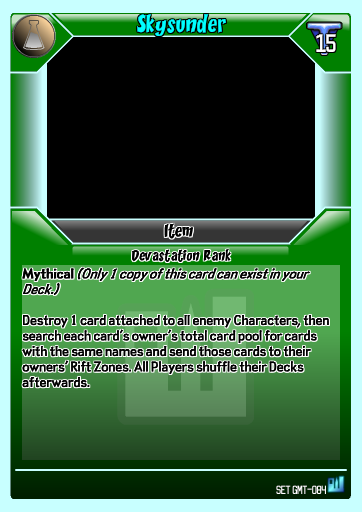 Skysunder
15
Item
Devastation Rank
Mythical (Only 1 copy of this card can exist in your
Deck.)
Destroy 1 card attached to all enemy Characters, then
search each card's owner's total card pool for cards
with the same names and send those cards to their
owners' Rift Zones. All Players shuffle their Decks
afterwards.
SET GMT-084